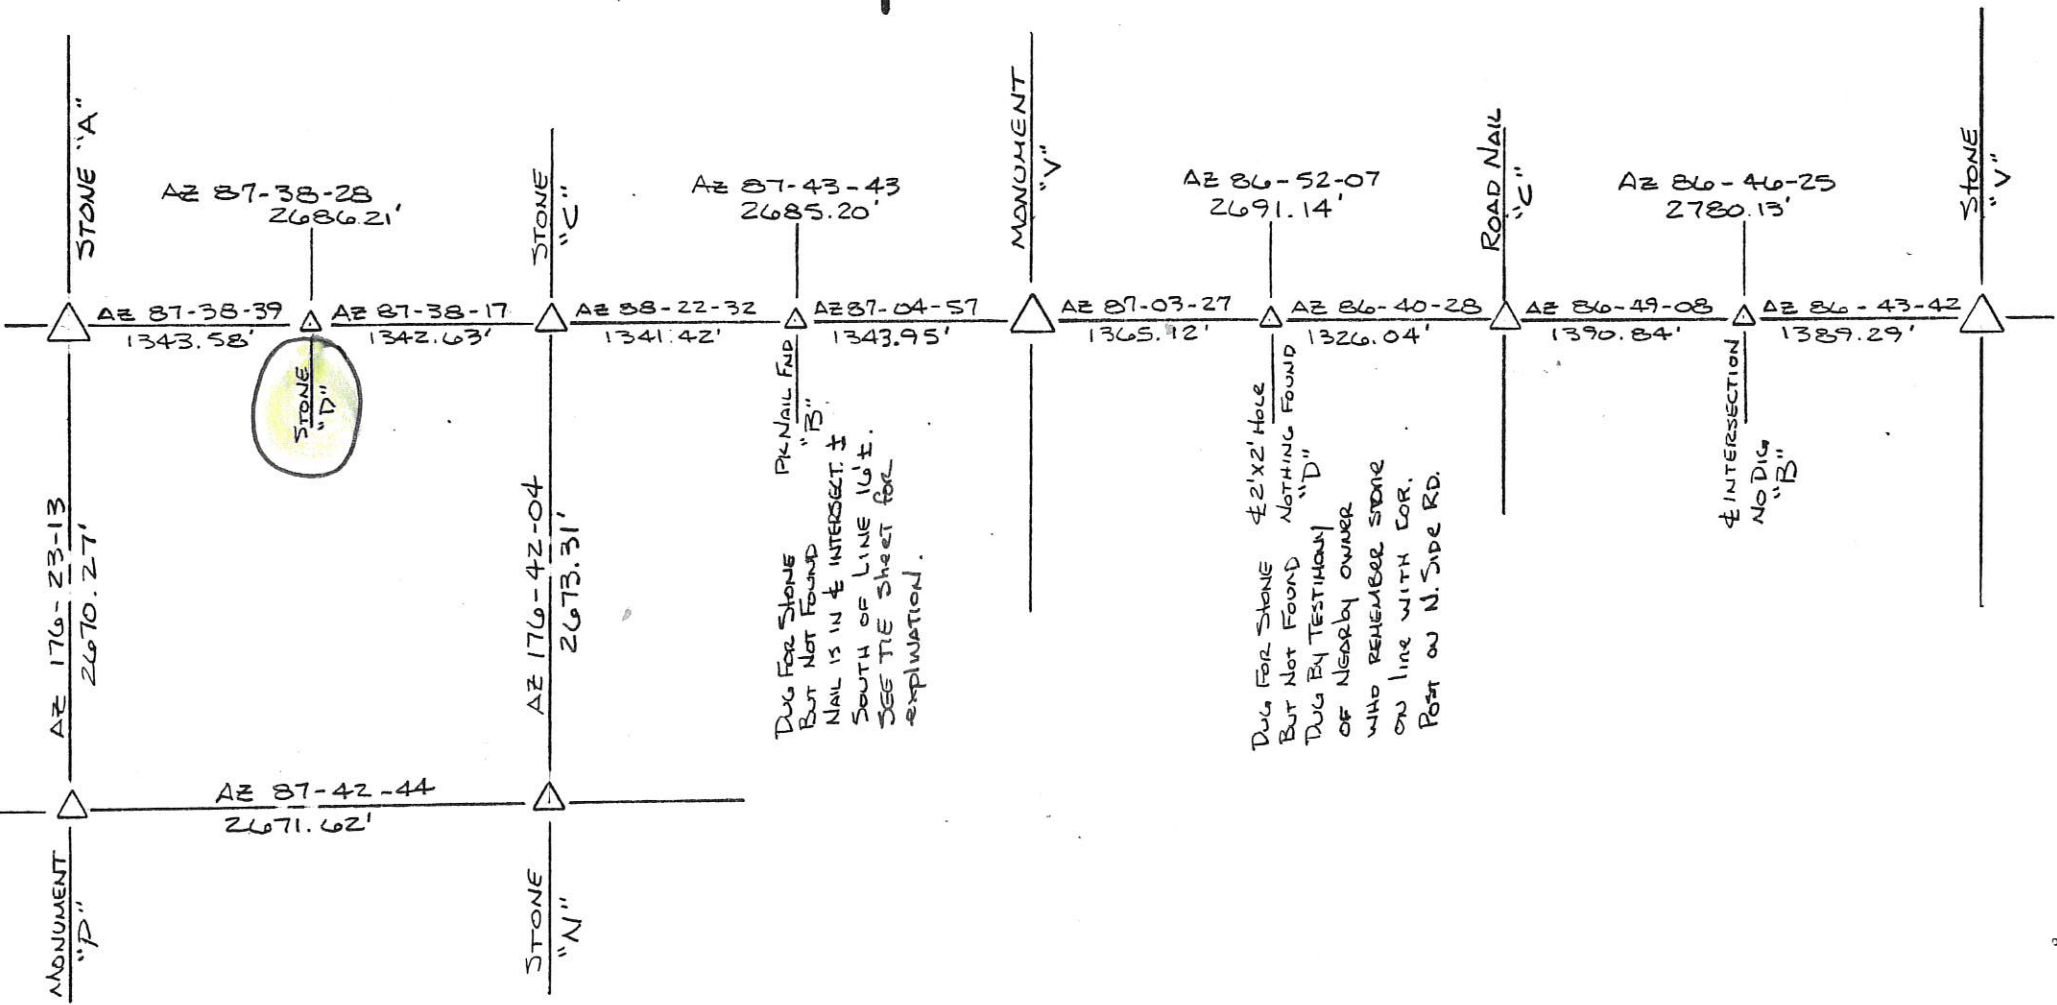 STONE "A"
AZ 87-38-28
2686.21'
STONE
"C"
AZ 87-43-43
2685.20'
MONUMENT
"V"
AZ 86-52-07
2691.14'
ROAD NAIL
"C"
AZ 86-46-25
2780.13'
STONE
"V"
AZ 87-38-39
1343.58'
AZ 87-38-17
1342.63'
AZ 88-22-32
1341.42'
AZ 87-04-57
1343.95'
AZ 87-03-27
1365.12'
AZ 86-40-28
1326.04'
AZ 86-49-08
1390.84'
AZ 86-43-42
1389.29'
STONE
"D"
PK NAIL FND
"B"
DUG FOR STONE
BUT NOT FOUND
NAIL IS IN ℄ INTERSECT. ±
SOUTH OF LINE 16'±.
SEE TIE SHEET FOR
EXPLNATION.
℄ 2'X2' HOLE
NOTHING FOUND
"D"
DUG FOR STONE
BUT NOT FOUND
DUG BY TESTIMONY
OF NEARBY OWNER
WHO REMEMBER STONE
ON LINE WITH COR.
POST ON N. SIDE RD.
℄ INTERSECTION
NO DIG
"B"
AZ 176-23-13
2670.27'
AZ 176-42-04
2673.31'
AZ 87-42-44
2671.62'
MONUMENT
"P"
STONE
"N"